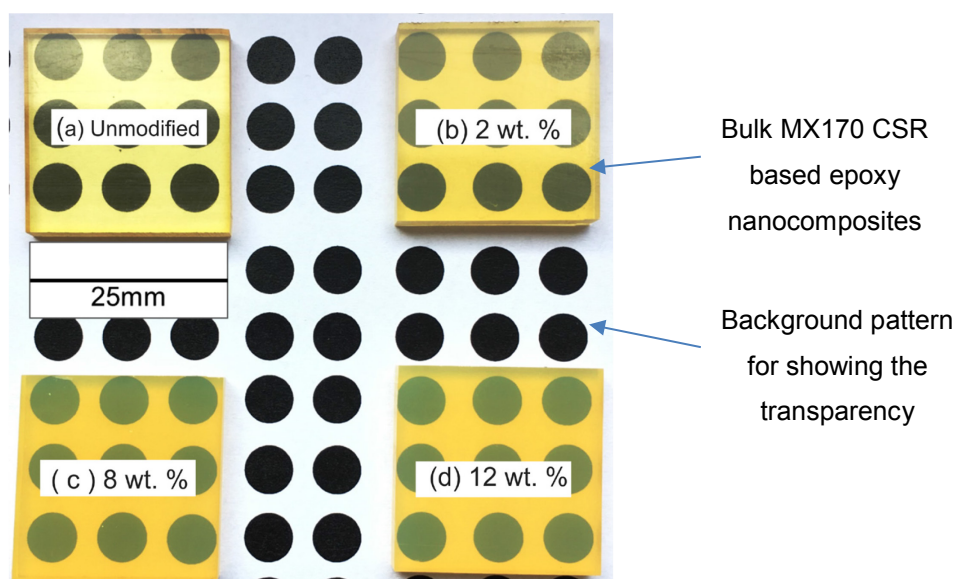 (a) Unmodified
(b) 2 wt. %
25mm
( c ) 8 wt. %
(d) 12 wt. %
Bulk MX170 CSR
based epoxy
nanocomposites
Background pattern
for showing the
transparency